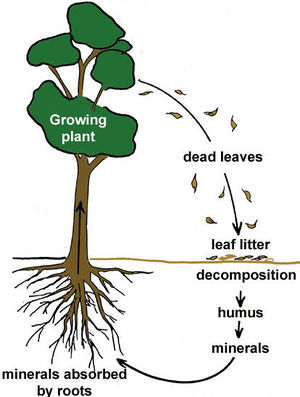 Growing
plant
dead leaves
leaf litter
decomposition
humus
minerals
minerals absorbed
by roots